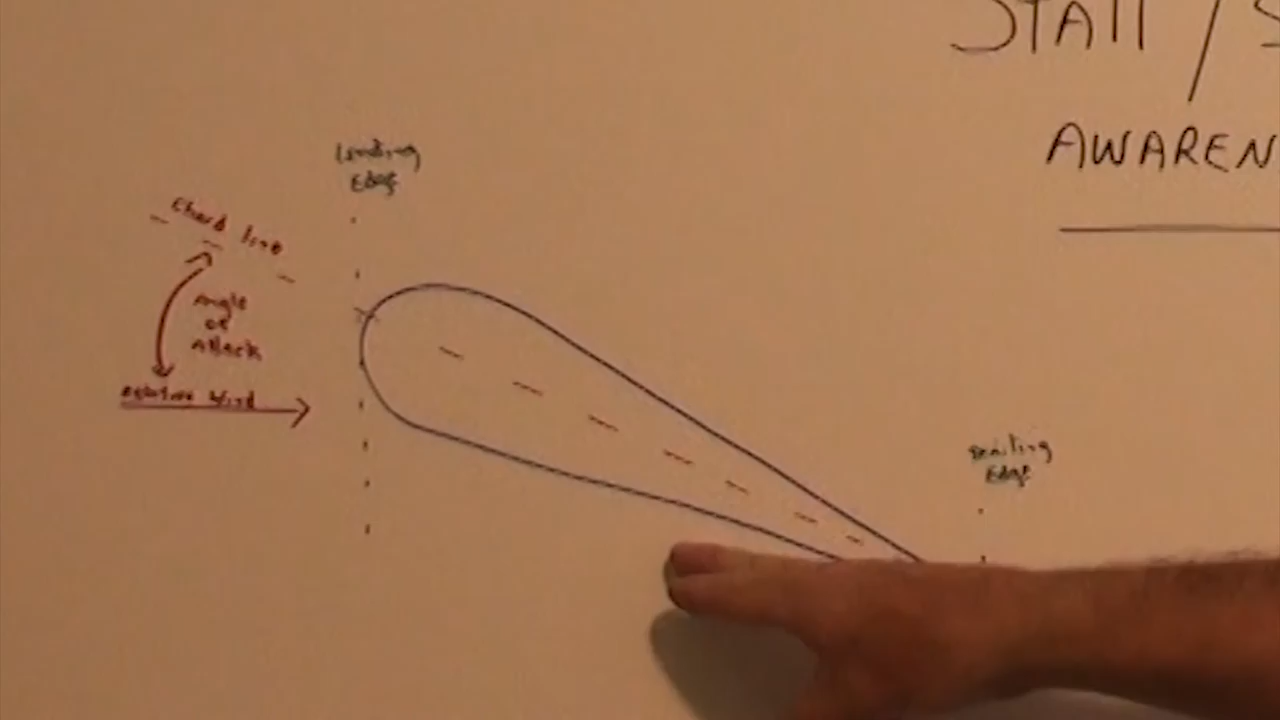 STALL / S
AWAREN
Leading
Edge
Chord line
Angle
of
Attack
Relative Wind
Trailing
Edge